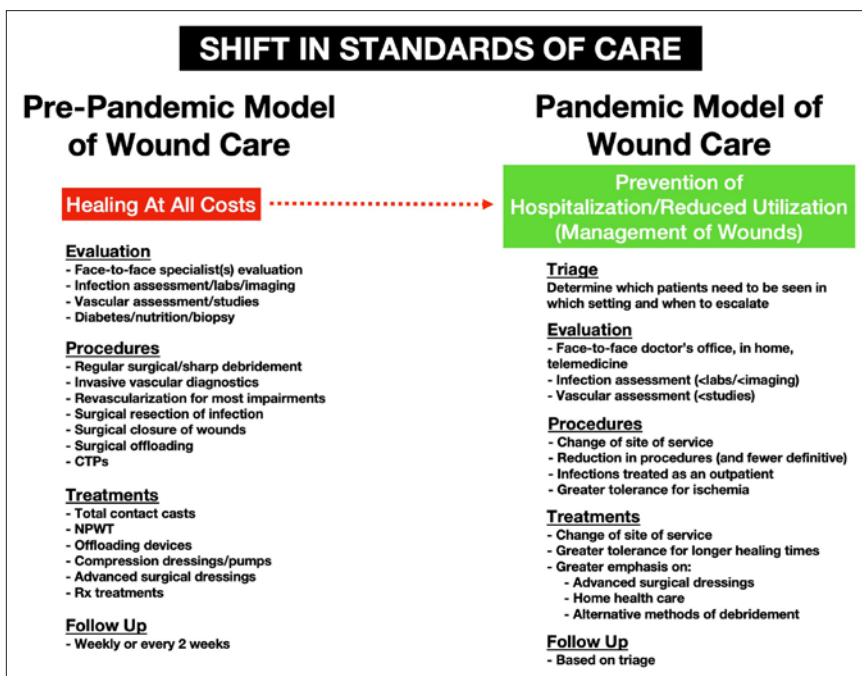 SHIFT IN STANDARDS OF CARE
Pre-Pandemic Model
of Wound Care
Healing At All Costs
Evaluation
- Face-to-face specialist(s) evaluation
- Infection assessment/labs/imaging
- Vascular assessment/studies
- Diabetes/nutrition/biopsy
Procedures
- Regular surgical/sharp debridement
- Invasive vascular diagnostics
- Revascularization for most impairments
- Surgical resection of infection
- Surgical closure of wounds
- Surgical offloading
- CTPs
Treatments
- Total contact casts
- NPWT
- Offloading devices
- Compression dressings/pumps
- Advanced surgical dressings
- Rx treatments
Follow Up
- Weekly or every 2 weeks
Pandemic Model of
Wound Care
Prevention of
Hospitalization/Reduced Utilization
(Management of Wounds)
Triage
Determine which patients need to be seen in
which setting and when to escalate
Evaluation
- Face-to-face doctor's office, in home,
telemedicine
- Infection assessment (<labs/<imaging)
- Vascular assessment (<studies)
Procedures
- Change of site of service
- Reduction in procedures (and fewer definitive)
- Infections treated as an outpatient
- Greater tolerance for ischemia
Treatments
- Change of site of service
- Greater tolerance for longer healing times
- Greater emphasis on:
- Advanced surgical dressings
- Home health care
- Alternative methods of debridement
Follow Up
- Based on triage